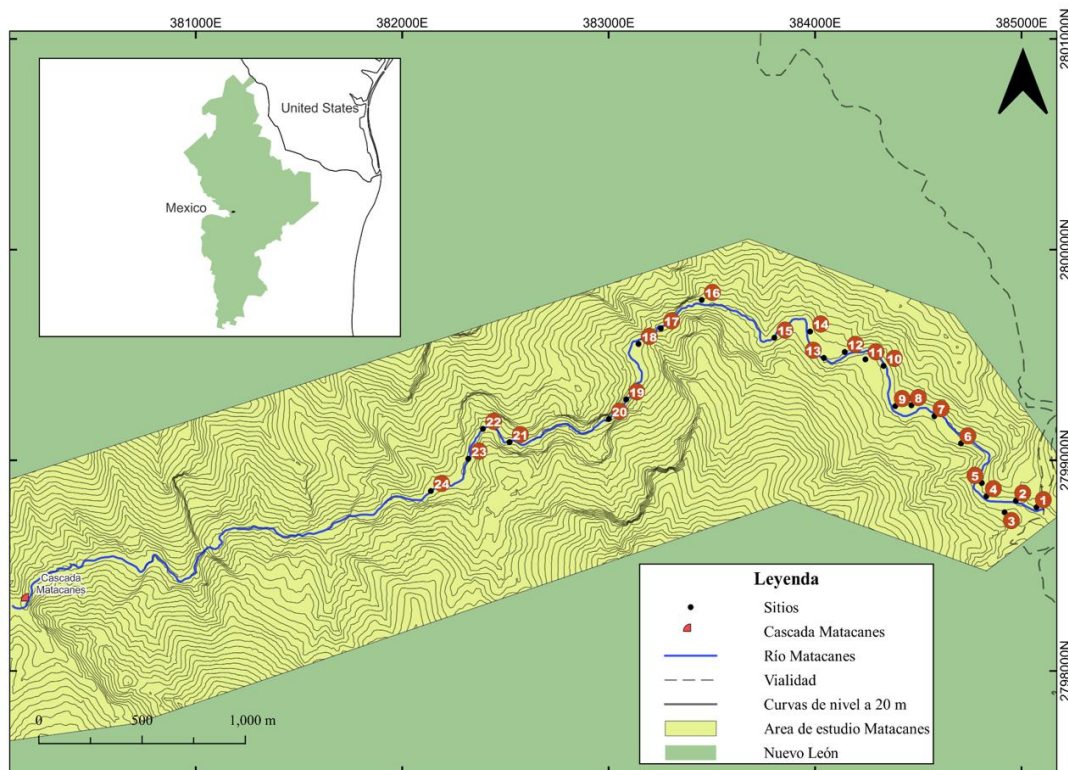 381000E
382000E
383000E
384000E
385000E
2801000N
2800000N
2799000N
2798000N
United States
Mexico
16
17
18
15
14
13
12
11
10
19
9
8
7
20
22
21
6
23
5
24
4
2
1
3
Cascada
Matacanes
Leyenda
Sitios
Cascada Matacanes
Río Matacanes
Vialidad
Curvas de nivel a 20 m
Area de estudio Matacanes
Nuevo León
0 500 1,000 m